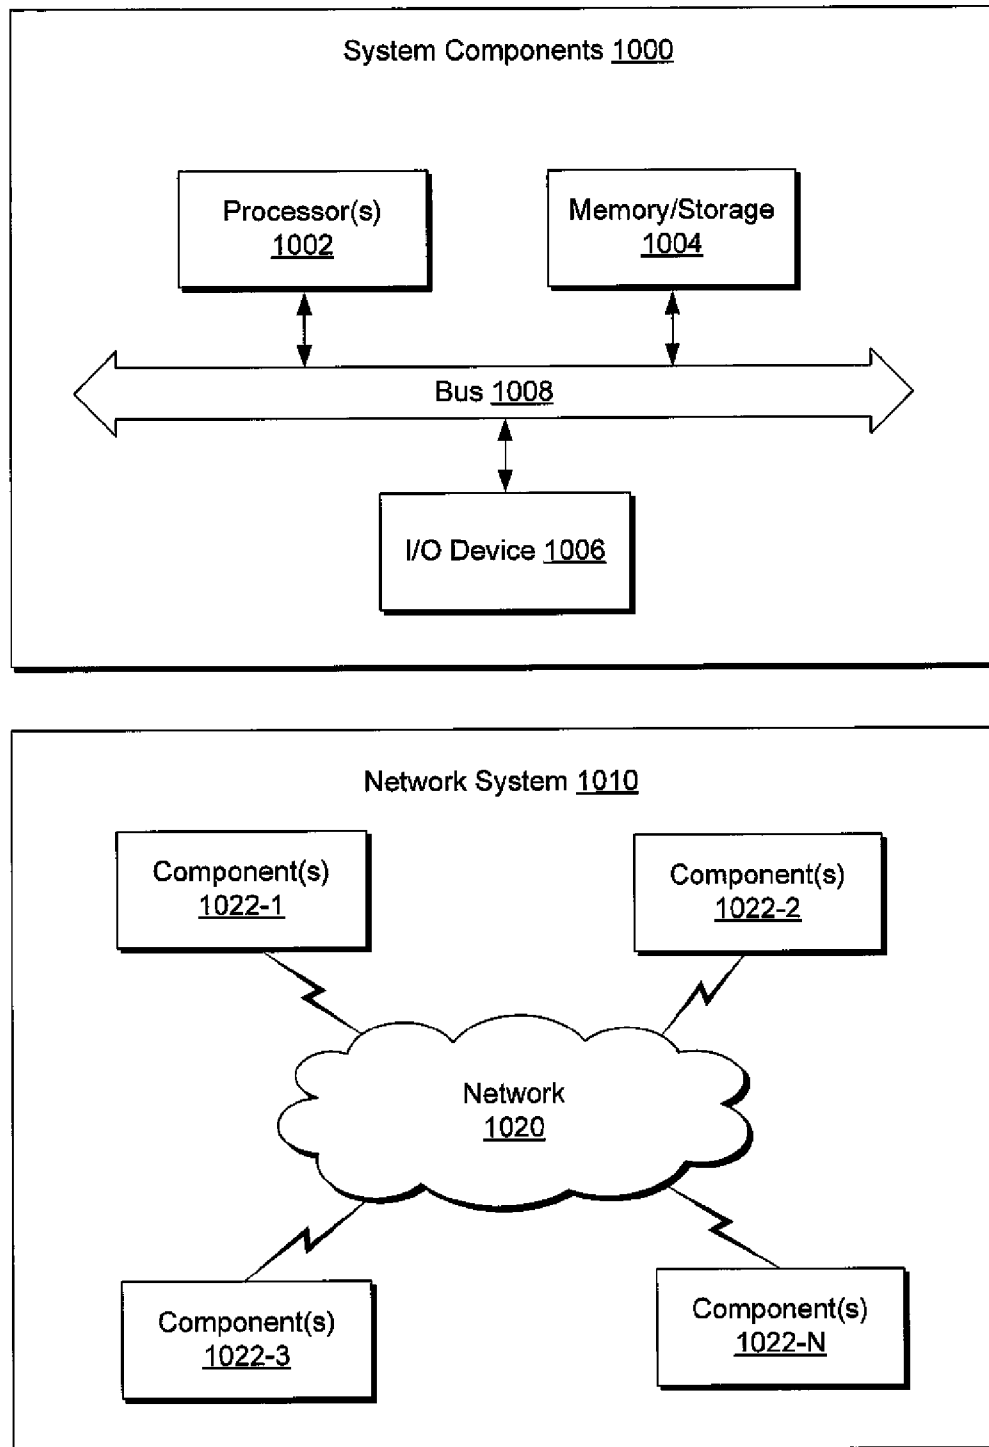 System Components 1000
Processor(s)
1002
Memory/Storage
1004
Bus 1008
I/O Device 1006
Network System 1010
Component(s)
1022-1
Component(s)
1022-2
Network
1020
Component(s)
1022-3
Component(s)
1022-N